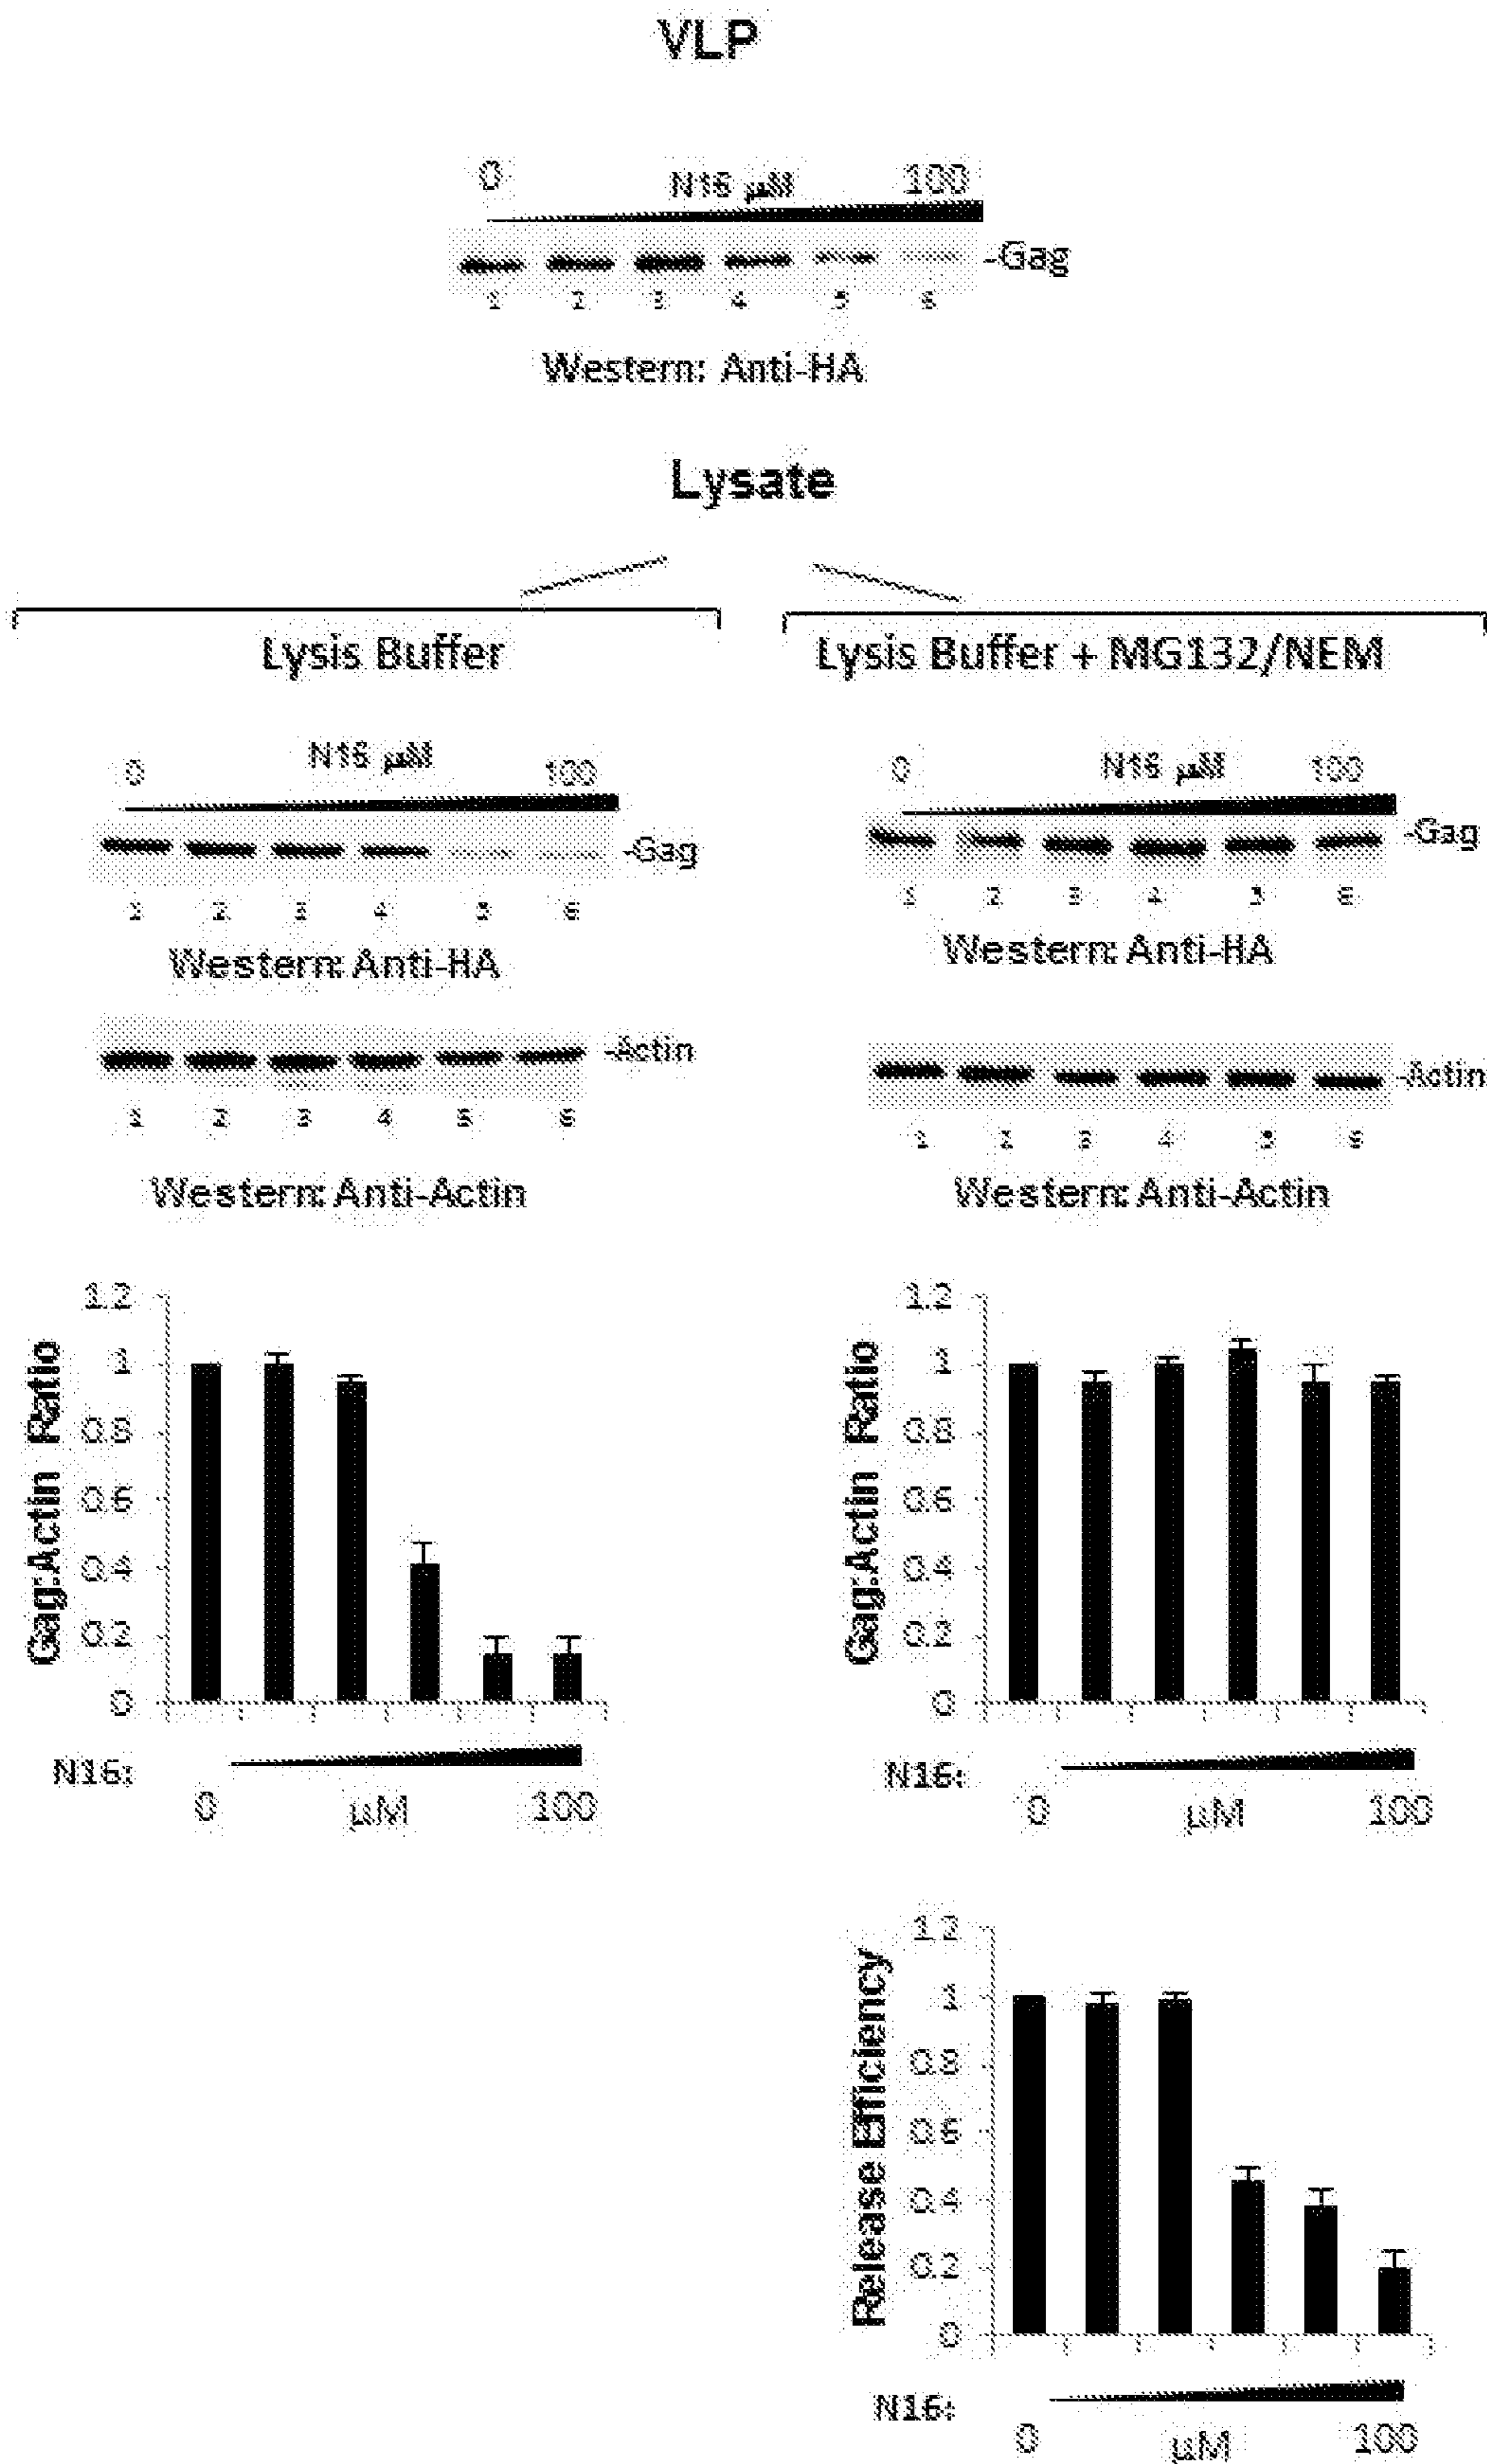 VLP
0 N16 µM 100
-Gag
1 2 3 4 5 6
Western: Anti-HA
Lysate
Lysis Buffer
0 N16 µM 100
-Gag
1 2 3 4 5 6
Western: Anti-HA
-Actin
1 2 3 4 5 6
Western: Anti-Actin
Gag:Actin Ratio
1.2
1
0.8
0.6
0.4
0.2
0
N16:
0 µM 100
Lysis Buffer + MG132/NEM
0 N16 µM 100
-Gag
1 2 3 4 5 6
Western: Anti-HA
-Actin
1 2 3 4 5 6
Western: Anti-Actin
Gag:Actin Ratio
1.2
1
0.8
0.6
0.4
0.2
0
N16:
0 µM 100
Release Efficiency
1.2
1
0.8
0.6
0.4
0.2
0
N16:
0 µM 100